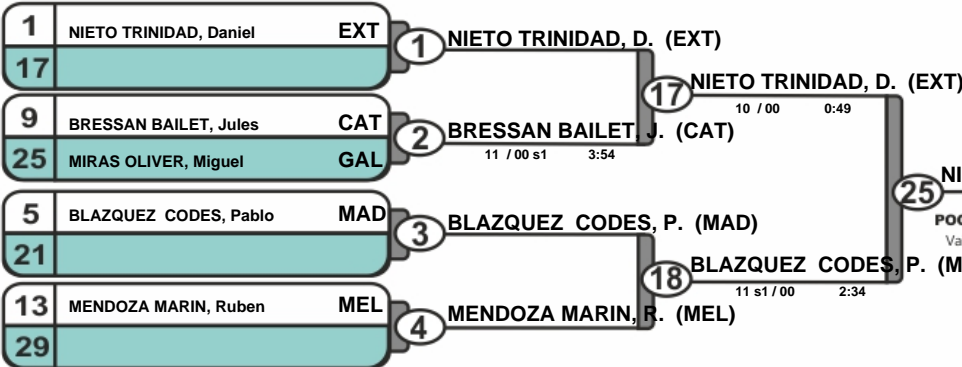 1 NIETO TRINIDAD, Daniel EXT
17
1 NIETO TRINIDAD, D. (EXT)
9 BRESSAN BAILET, Jules CAT
25 MIRAS OLIVER, Miguel GAL
2 BRESSAN BAILET, J. (CAT)
11 / 00 s1 3:54
17 NIETO TRINIDAD, D. (EXT)
10 / 00 0:49
5 BLAZQUEZ CODES, Pablo MAD
21
3 BLAZQUEZ CODES, P. (MAD)
13 MENDOZA MARIN, Ruben MEL
29
4 MENDOZA MARIN, R. (MEL)
18 BLAZQUEZ CODES, P. (M
11 s1 / 00 2:34
25 NI
POO
Va